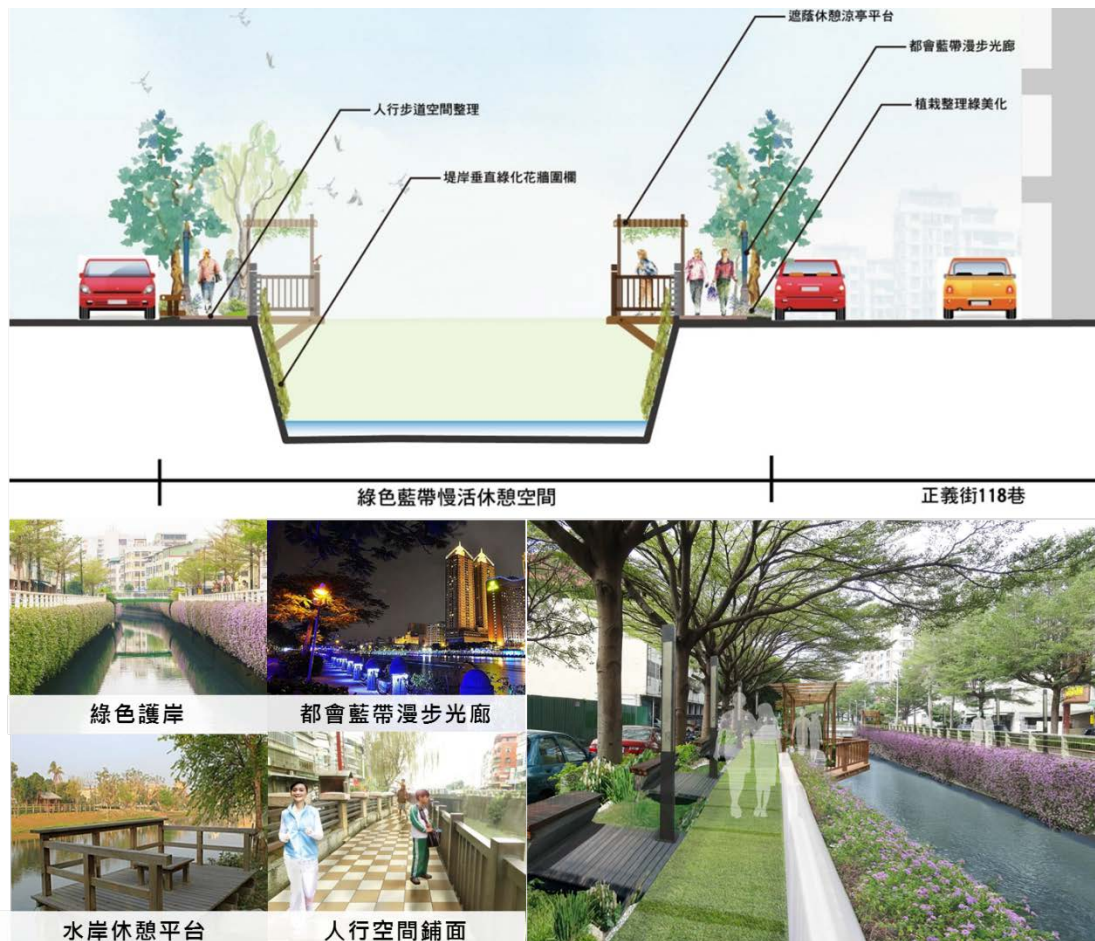 遮蔭休憩涼亭平台
都會藍帶漫步光廊
人行步道空間整理
植栽整理綠美化
堤岸垂直綠化花牆圍欄
綠色藍帶慢活休憩空間
正義街118巷
綠色護岸
都會藍帶漫步光廊
水岸休憩平台
人行空間鋪面